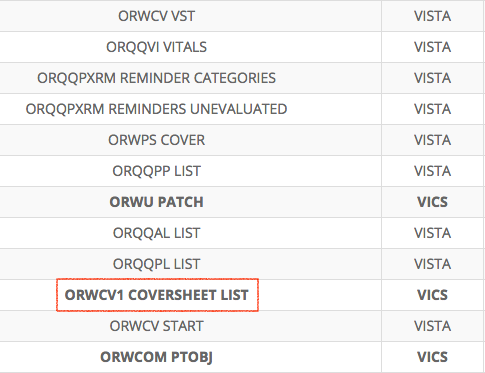 ORWCV VST VISTA
ORQQVI VITALS VISTA
ORQQPXRM REMINDER CATEGORIES VISTA
ORQQPXRM REMINDERS UNEVALUATED VISTA
ORWPS COVER VISTA
ORQQPP LIST VISTA
ORWU PATCH VICS
ORQQAL LIST VISTA
ORQQPL LIST VISTA
ORWCV1 COVERSHEET LIST VICS
ORWCV START VISTA
ORWCOM PTOBJ VICS